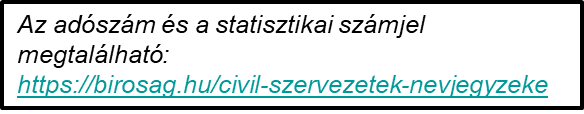 Az adószám és a statisztikai számjel
megtalálható:
https://birosag.hu/civil-szervezetek-nevjegyzeke